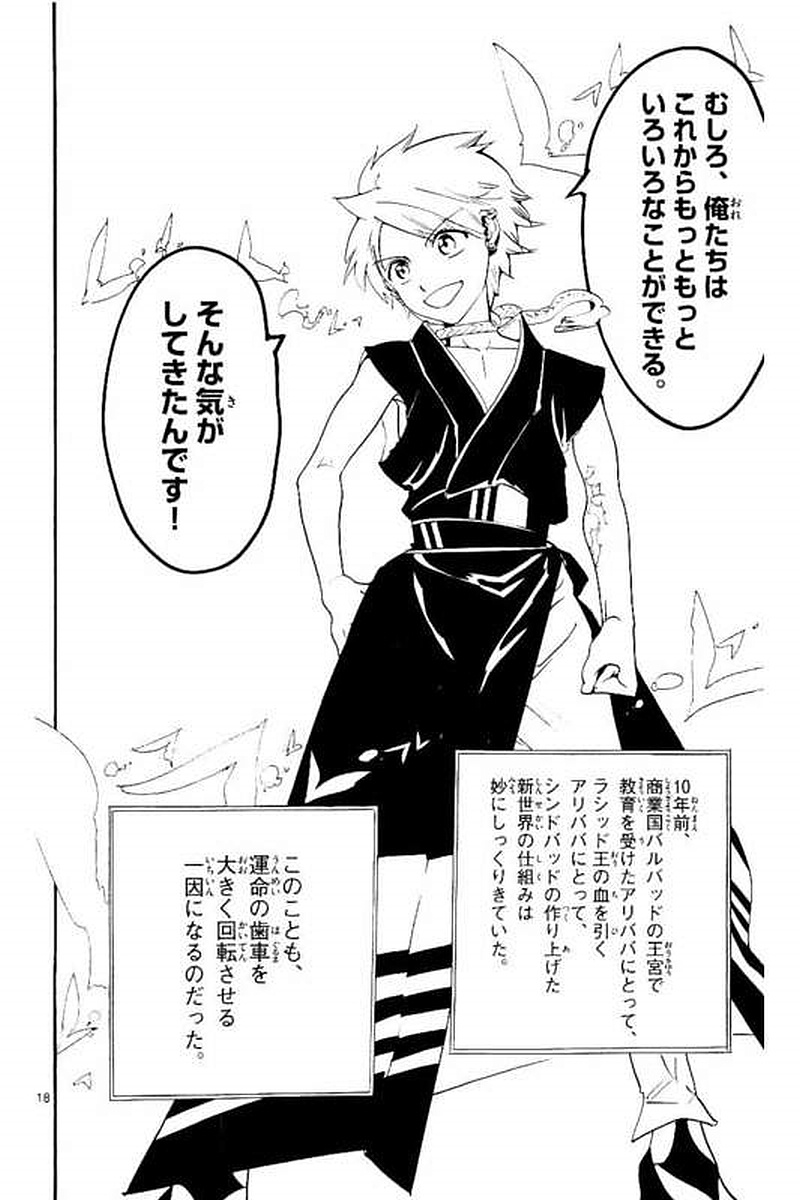 むしろ、俺たちは
これからもっともっと
いろいろなことができる。
そんな気が
してきたんです！
10年前、
商業国バルバッドの王宮で
教育を受けたアリババにとって、
ラシッド王の血を引く
アリババにとって、
シンドバッドの作り上げた
新世界の仕組みは
妙にしっくりきていた。
このことも、
運命の歯車を
大きく回転させる
一因になるのだった。
18